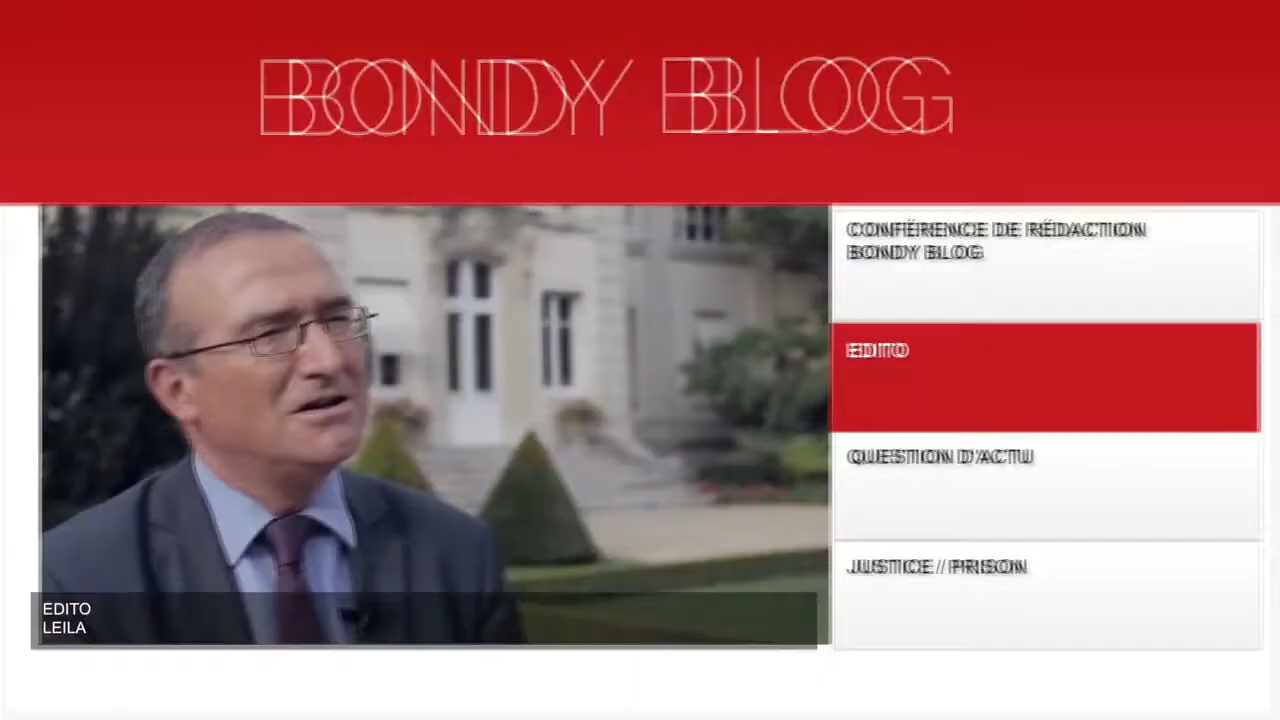 BONDY BLOG
CONFÉRENCE DE RÉDACTION
BONDY BLOG
EDITO
QUESTION D'ACTU
JUSTICE // PRISON
EDITO
LEILA